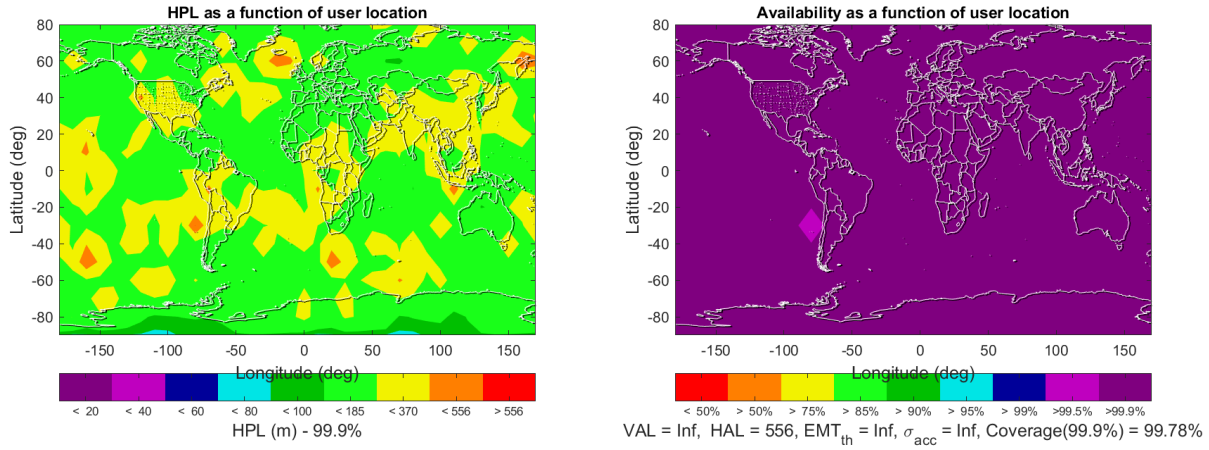 HPL as a function of user location
80
60
40
20
0
-20
-40
-60
-80
Latitude (deg)
-150 -100 -50 0 50 100 150
Longitude (deg)
< 20 < 40 < 60 < 80 < 100 < 185 < 370 < 556 > 556
HPL (m) - 99.9%
Availability as a function of user location
80
60
40
20
0
-20
-40
-60
-80
Latitude (deg)
-150 -100 -50 0 50 100 150
Longitude (deg)
< 50% > 50% > 75% > 85% > 90% > 95% > 99% >99.5% >99.9%
VAL = Inf, HAL = 556, EMT_th = Inf, σ_acc = Inf, Coverage(99.9%) = 99.78%